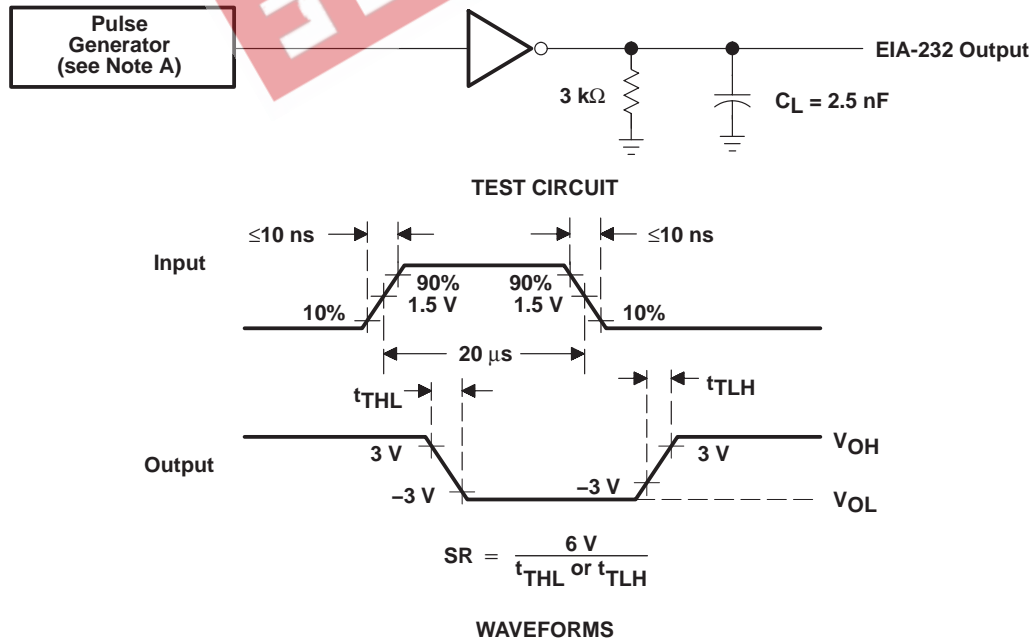 Pulse
Generator
(see Note A)
EIA-232 Output
3 kΩ
CL = 2.5 nF
TEST CIRCUIT
≤10 ns
≤10 ns
Input
90%
90%
1.5 V
1.5 V
10%
10%
20 μs
tTHL
tTLH
Output
3 V
3 V
VOH
–3 V
–3 V
VOL
SR = 6 V
tTHL or tTLH
WAVEFORMS